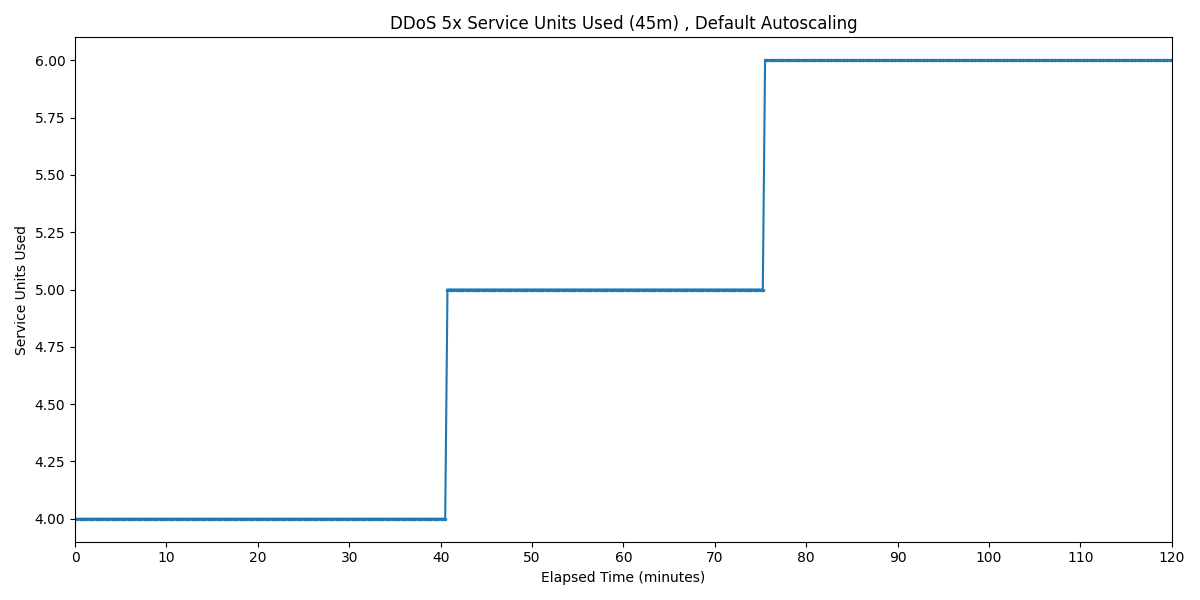 DDoS 5x Service Units Used (45m) , Default Autoscaling
6.00
5.75
5.50
5.25
5.00
4.75
4.50
4.25
4.00
Service Units Used
0 10 20 30 40 50 60 70 80 90 100 110 120
Elapsed Time (minutes)